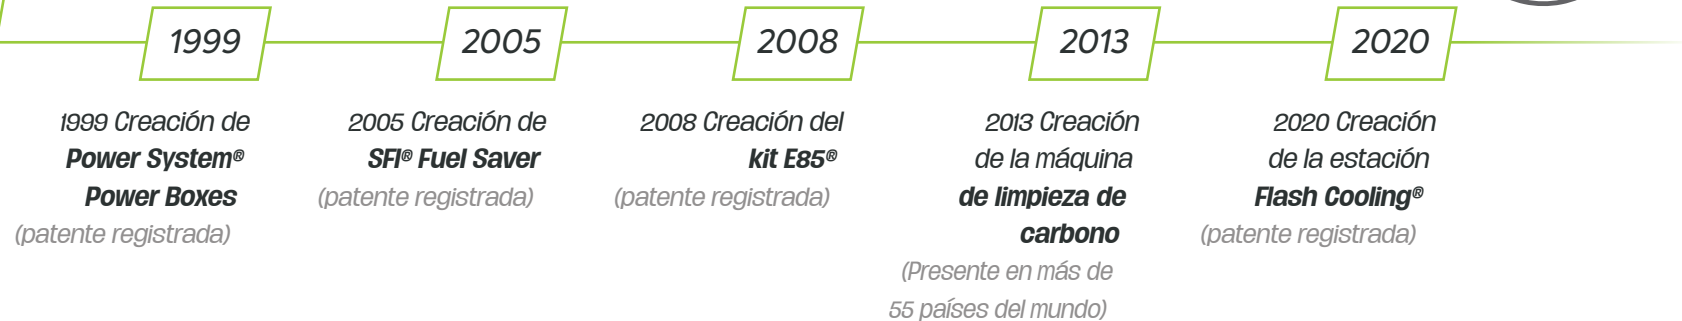 1999
2005
2008
2013
2020
1999 Creación de
Power System®
Power Boxes
(patente registrada)
2005 Creación de
SFI® Fuel Saver
(patente registrada)
2008 Creación del
kit E85®
(patente registrada)
2013 Creación
de la máquina
de limpieza de
carbono
(Presente en más de
55 países del mundo)
2020 Creación
de la estación
Flash Cooling®
(patente registrada)